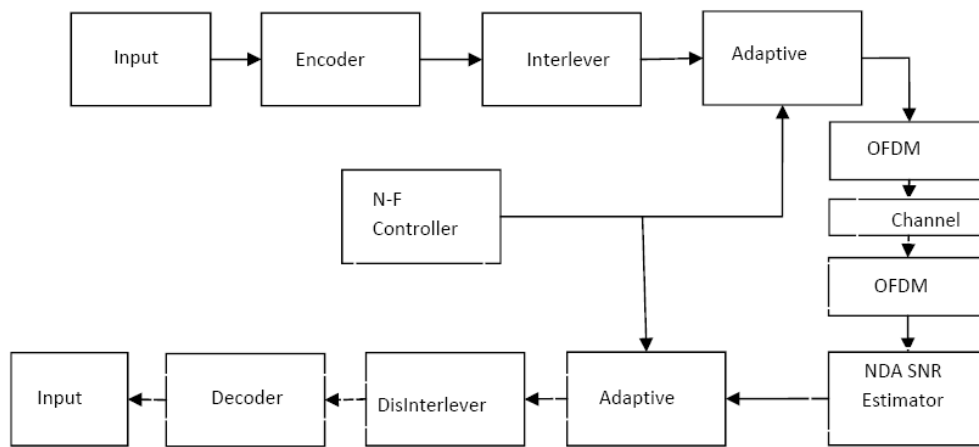 Input
Encoder
Interlever
Adaptive
OFDM
N-F
Controller
Channel
OFDM
Input
Decoder
DisInterlever
Adaptive
NDA SNR
Estimator